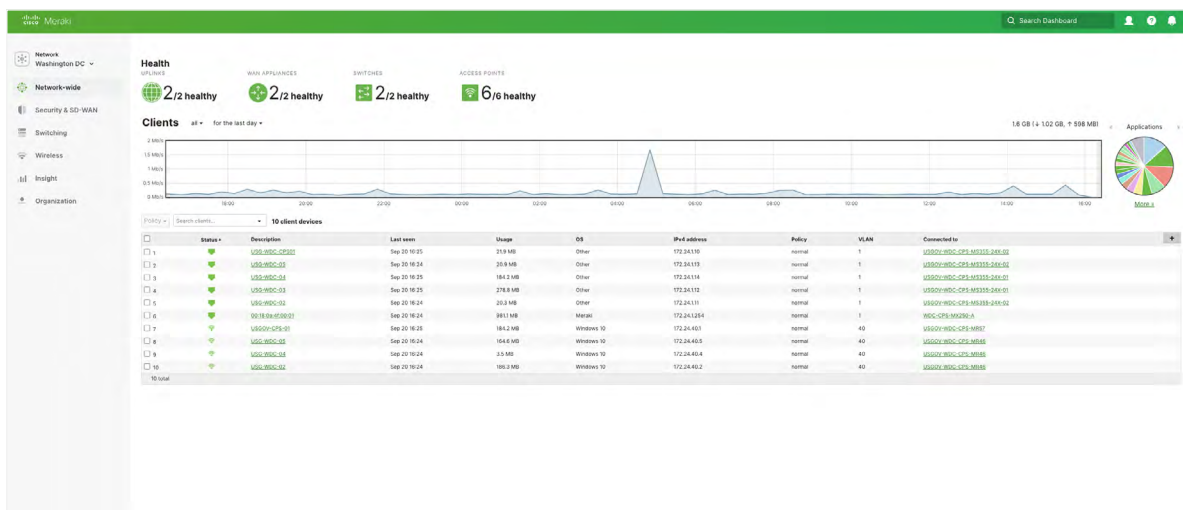 cisco Meraki
Search Dashboard
Network
Washington DC
Network-wide
Security & SD-WAN
Switching
Wireless
Insight
Organization
Health
UPLINKS WAN APPLIANCES SWITCHES ACCESS POINTS
2/2 healthy 2/2 healthy 2/2 healthy 6/6 healthy
Clients all for the last day 1.6 GB (↓ 1.02 GB, ↑ 598 MB) Applications
2 Mb/s
1.5 Mb/s
1 Mb/s
0.5 Mb/s
0 Mb/s
18:00 20:00 22:00 00:00 02:00 04:00 06:00 08:00 10:00 12:00 14:00 16:00
More »
Policy Search clients... 10 client devices
Status Description Last seen Usage OS IPv4 address Policy VLAN Connected to +
1 USG-WDC-CP201 Sep 20 16:25 21.9 MB Other 172.24.1.10 normal 1 USGOV-WDC-CPS-MS355-24X-02
2 USG-WDC-05 Sep 20 16:24 20.9 MB Other 172.24.1.13 normal 1 USGOV-WDC-CPS-MS355-24X-02
3 USG-WDC-04 Sep 20 16:25 184.2 MB Other 172.24.1.14 normal 1 USGOV-WDC-CPS-MS355-24X-01
4 USG-WDC-03 Sep 20 16:25 278.8 MB Other 172.24.1.12 normal 1 USGOV-WDC-CPS-MS355-24X-01
5 USG-WDC-02 Sep 20 16:24 20.3 MB Other 172.24.1.11 normal 1 USGOV-WDC-CPS-MS355-24X-02
6 Sep 20 16:24 381.1 MB Meraki 172.24.1.254 normal 1 WDC-CPS-MX250-A
7 USGOV-CPS-01 Sep 20 16:25 184.2 MB Windows 10 172.24.40.1 normal 40 USGOV-WDC-CPS-MR57
8 USG-WDC-05 Sep 20 16:24 164.6 MB Windows 10 172.24.40.5 normal 40 USGOV-WDC-CPS-MR46
9 USG-WDC-04 Sep 20 16:24 3.5 MB Windows 10 172.24.40.4 normal 40 USGOV-WDC-CPS-MR46
10 USG-WDC-02 Sep 20 16:24 186.3 MB Windows 10 172.24.40.2 normal 40 USGOV-WDC-CPS-MR46
10 total